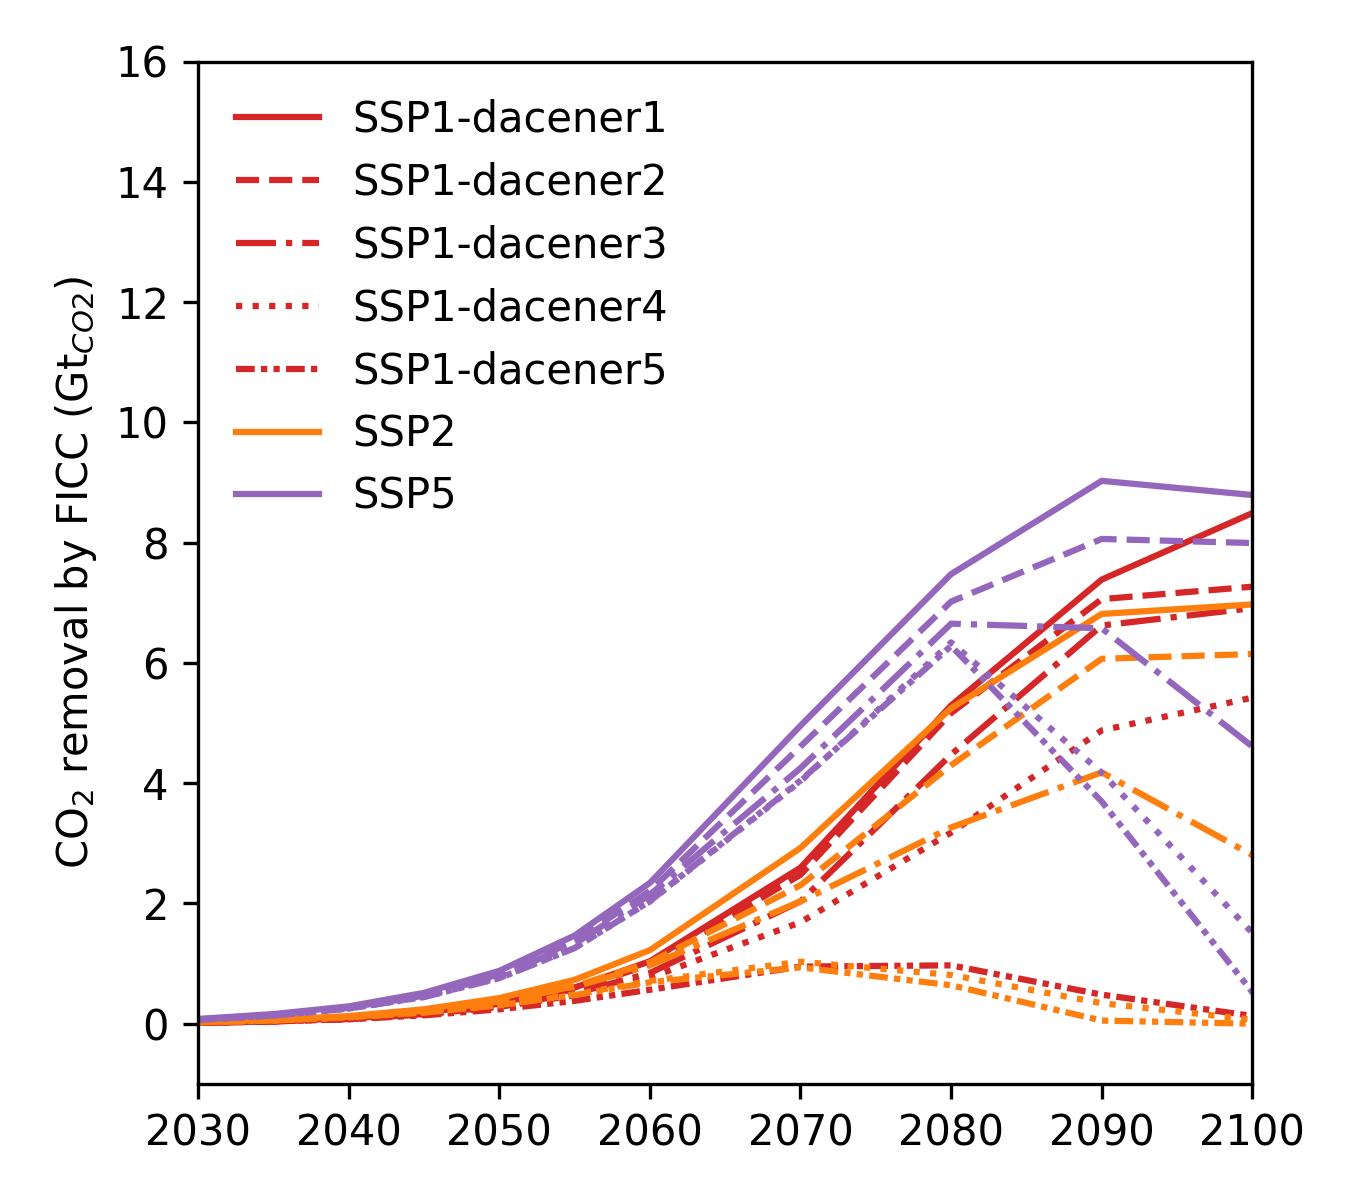 16
14
12
10
8
6
4
2
0
CO₂ removal by FICC (Gt_CO2)
SSP1-dacener1
SSP1-dacener2
SSP1-dacener3
SSP1-dacener4
SSP1-dacener5
SSP2
SSP5
2030 2040 2050 2060 2070 2080 2090 2100